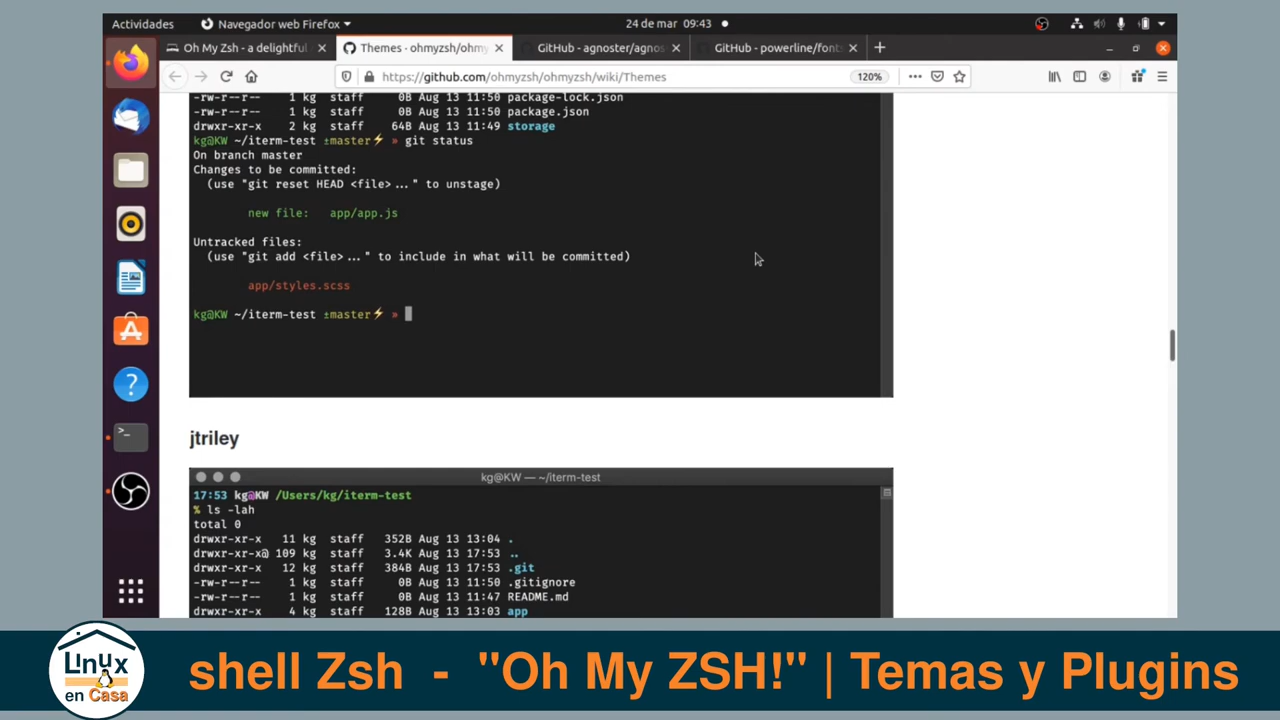 Actividades
Navegador web Firefox
24 de mar 09:43
Oh My Zsh - a delightful
Themes · ohmyzsh/ohmy
GitHub - agnoster/agnos
GitHub - powerline/font
https://github.com/ohmyzsh/ohmyzsh/wiki/Themes
120%
-rw-r--r-- 1 kg staff 0B Aug 13 11:50 package-lock.json
-rw-r--r-- 1 kg staff 0B Aug 13 11:50 package.json
drwxr-xr-x 2 kg staff 64B Aug 13 11:49 storage
kg@KW ~/iterm-test ±master⚡ » git status
On branch master
Changes to be committed:
(use "git reset HEAD <file>..." to unstage)
new file: app/app.js
Untracked files:
(use "git add <file>..." to include in what will be committed)
app/styles.scss
kg@KW ~/iterm-test ±master⚡ »
jtriley
kg@KW — ~/iterm-test
17:53 kg@KW /Users/kg/iterm-test
% ls -lah
total 0
drwxr-xr-x 11 kg staff 352B Aug 13 13:04 .
drwxr-xr-x@ 109 kg staff 3.4K Aug 13 17:53 ..
drwxr-xr-x 12 kg staff 384B Aug 13 17:53 .git
-rw-r--r-- 1 kg staff 0B Aug 13 11:50 .gitignore
-rw-r--r-- 1 kg staff 0B Aug 13 11:47 README.md
drwxr-xr-x 4 kg staff 128B Aug 13 13:03 app
Linux
en Casa
shell Zsh - "Oh My ZSH!" | Temas y Plugins